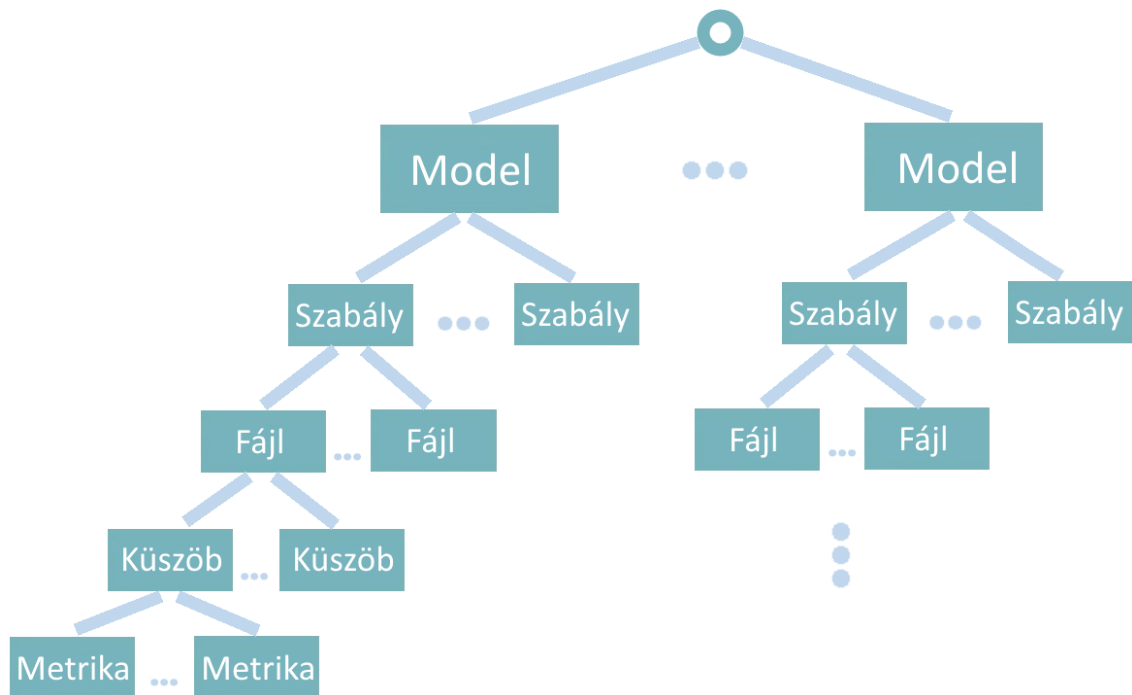 Model
Model
Szabály
Szabály
Szabály
Szabály
Fájl
Fájl
Fájl
Fájl
Küszöb
Küszöb
Metrika
Metrika